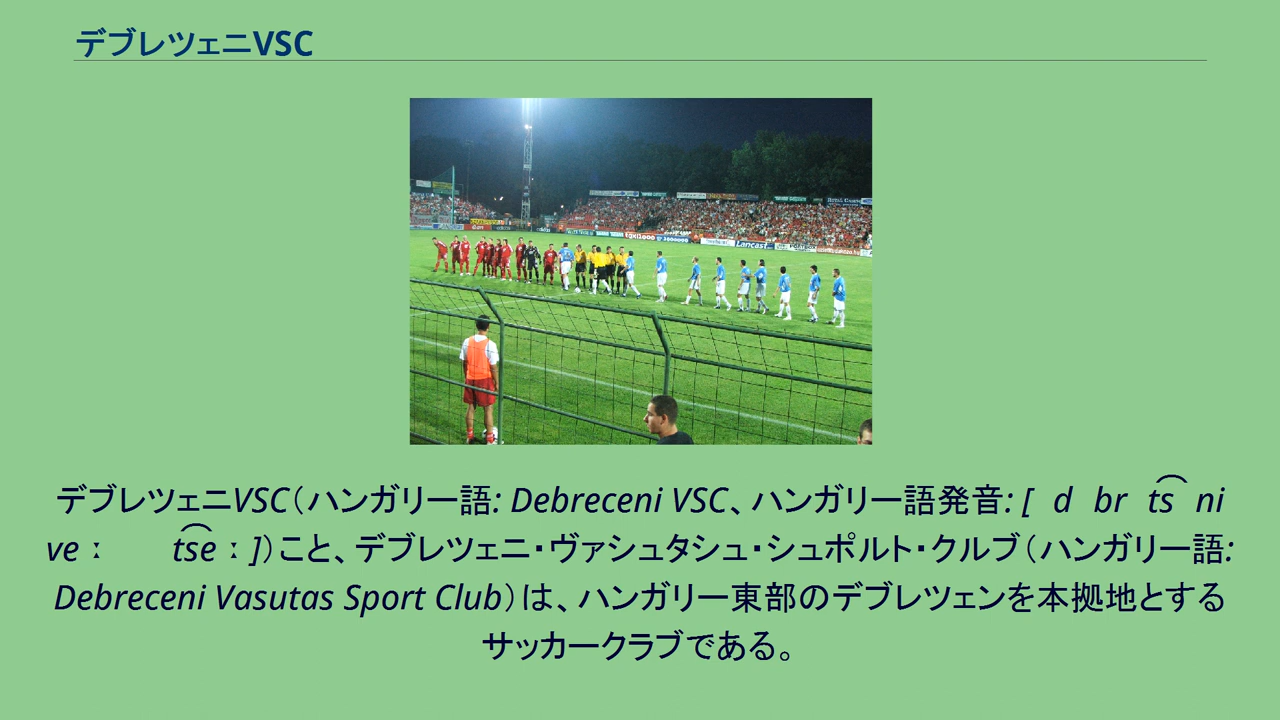 デブレツェニVSC
Lancast
デブレツェニVSC（ハンガリー語: Debreceni VSC、ハンガリー語発音: [ d br t͡s ni
veː t͡seː])こと、デブレツェニ・ヴァシュタシュ・シュポルト・クルブ（ハンガリー語:
Debreceni Vasutas Sport Club）は、ハンガリー東部のデブレツェンを本拠地とする
サッカークラブである。